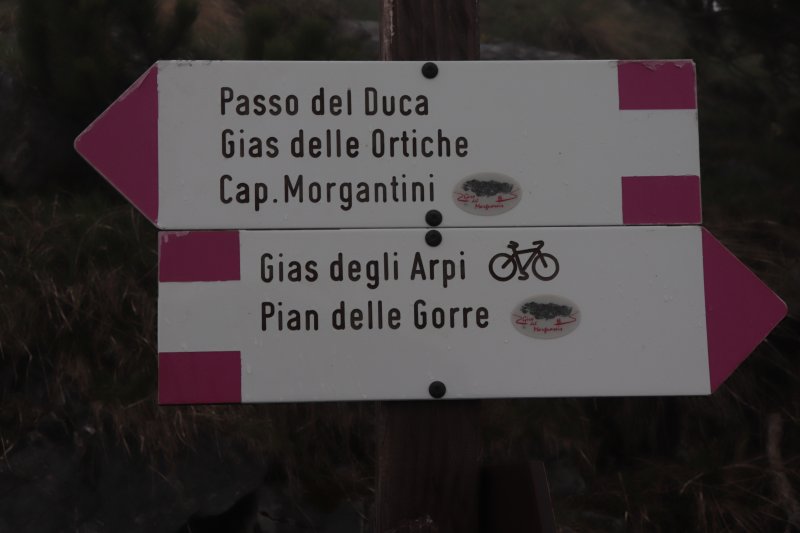 Passo del Duca
Gias delle Ortiche
Cap. Morgantini
Gias degli Arpi
Pian delle Gorre